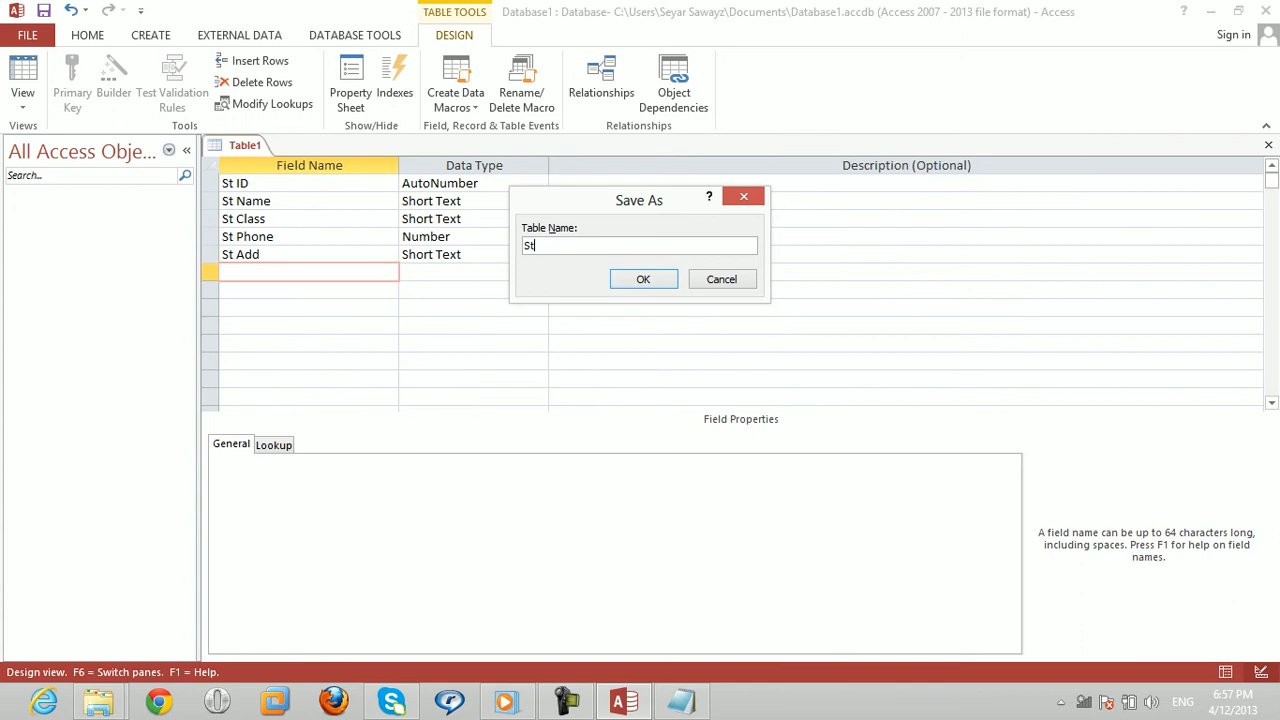 TABLE TOOLS
Database1 : Database- C:\Users\Seyar Sawayz\Documents\Database1.accdb (Access 2007 - 2013 file format) - Access
?
FILE HOME CREATE EXTERNAL DATA DATABASE TOOLS DESIGN Sign in
View
Primary Key
Builder
Test Validation Rules
Insert Rows
Delete Rows
Modify Lookups
Property Sheet
Indexes
Create Data Macros
Rename/ Delete Macro
Relationships
Object Dependencies
Views Tools Show/Hide Field, Record & Table Events Relationships
All Access Obje...
Search...
Table1
Field Name Data Type Description (Optional)
St ID AutoNumber
St Name Short Text
St Class Short Text
St Phone Number
St Add Short Text
Save As
?
Table Name:
St
OK Cancel
Field Properties
General Lookup
A field name can be up to 64 characters long,
including spaces. Press F1 for help on field
names.
Design view. F6 = Switch panes. F1 = Help.
ENG
6:57 PM
4/12/2013